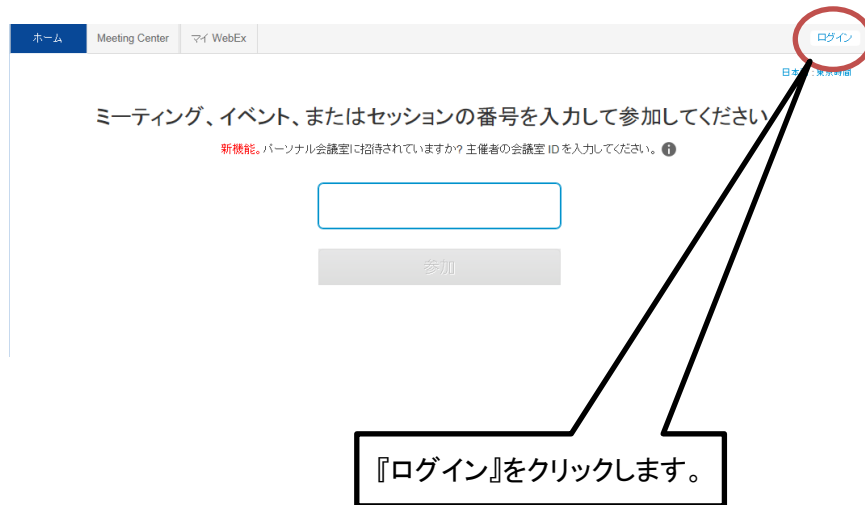 ホーム Meeting Center マイ WebEx ログイン
日本 : 東京時間
ミーティング、イベント、またはセッションの番号を入力して参加してください
新機能。パーソナル会議室に招待されていますか? 主催者の会議室 ID を入力してください。
参加
『ログイン』をクリックします。